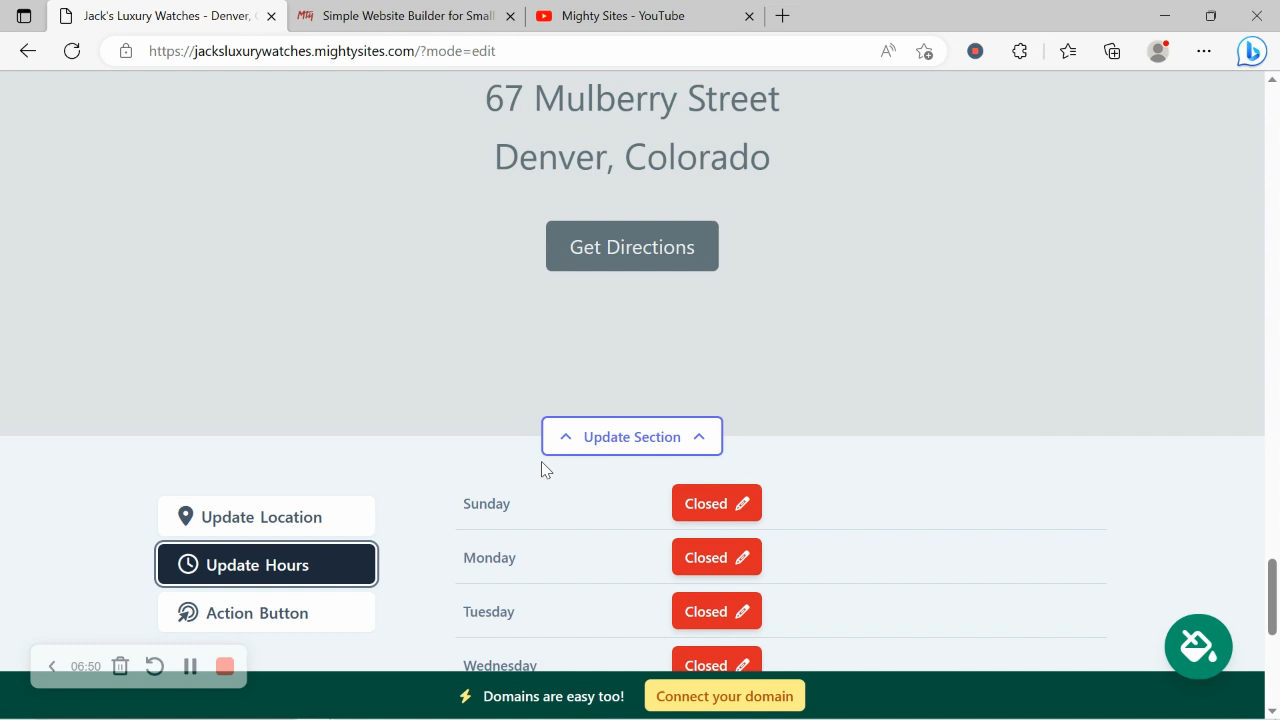 Jack's Luxury Watches - Denver, C
Simple Website Builder for Small
Mighty Sites - YouTube
https://jacksluxurywatches.mightysites.com/?mode=edit
67 Mulberry Street
Denver, Colorado
Get Directions
Update Section
Update Location
Update Hours
Action Button
Sunday Closed
Monday Closed
Tuesday Closed
Wednesday Closed
06:50
Domains are easy too! Connect your domain